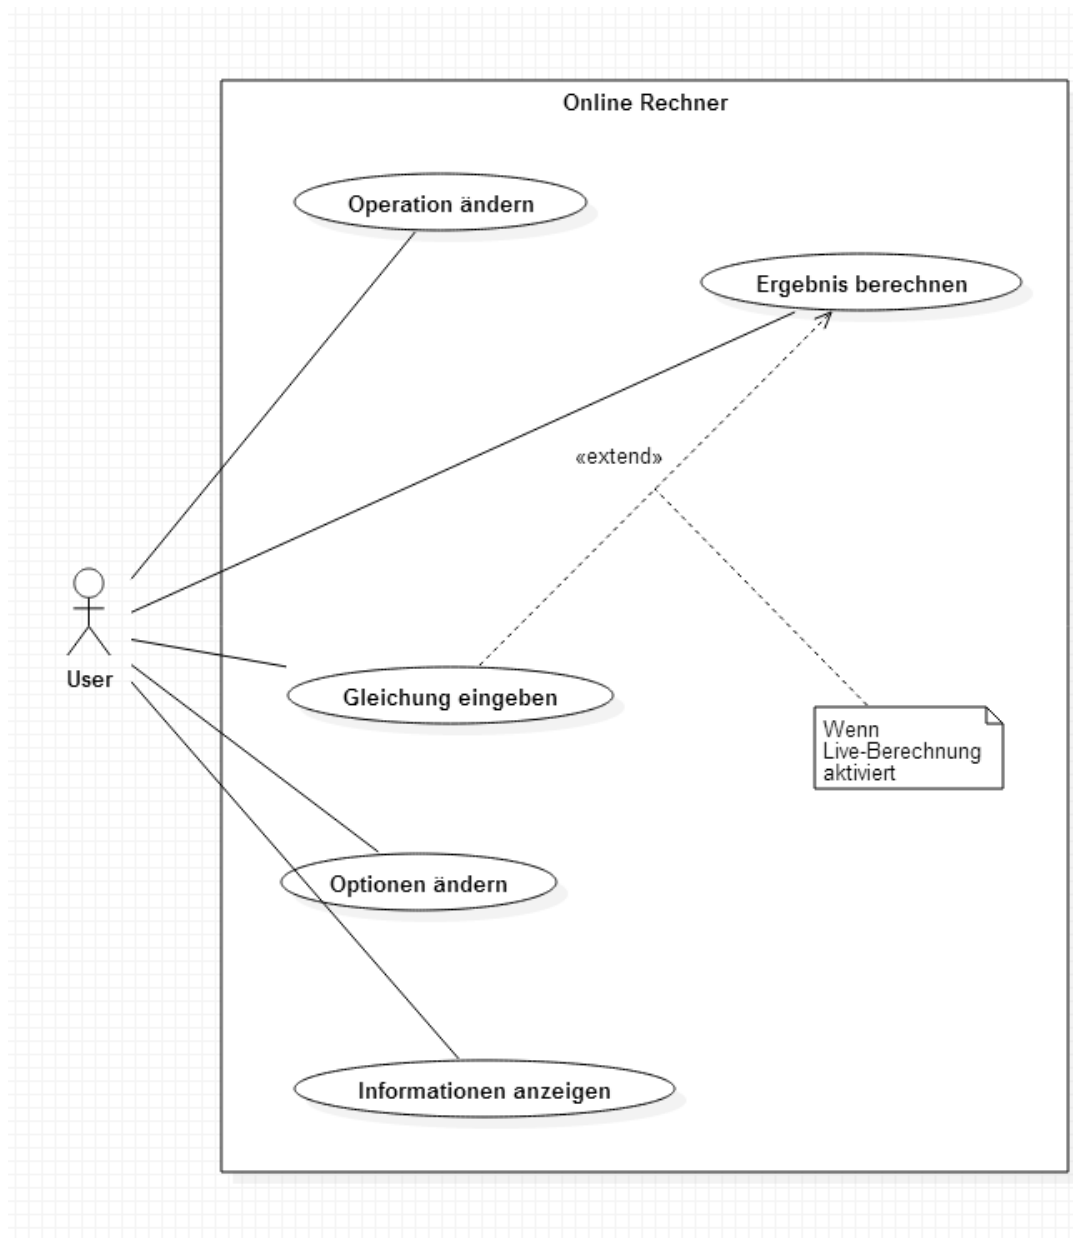 Online Rechner
Operation ändern
Ergebnis berechnen
«extend»
User
Gleichung eingeben
Wenn
Live-Berechnung
aktiviert
Optionen ändern
Informationen anzeigen